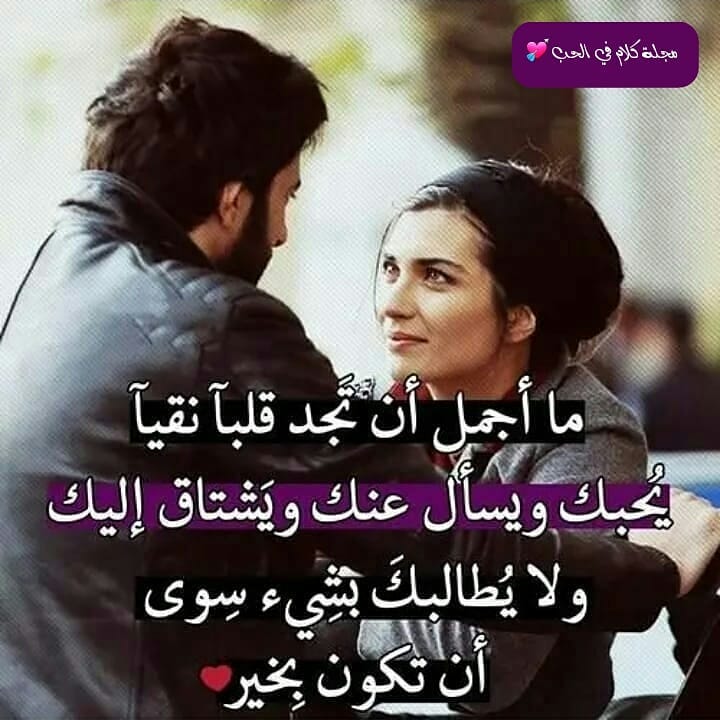 مجلة كلام في الحب 💘
ما أجمل أن تَجد قلبآ نقيآ
يُحبك ويسأل عنك ويَشتاق إليك
ولا يُطالبكَ بشِيء سِوى
أن تكون بِخير❤